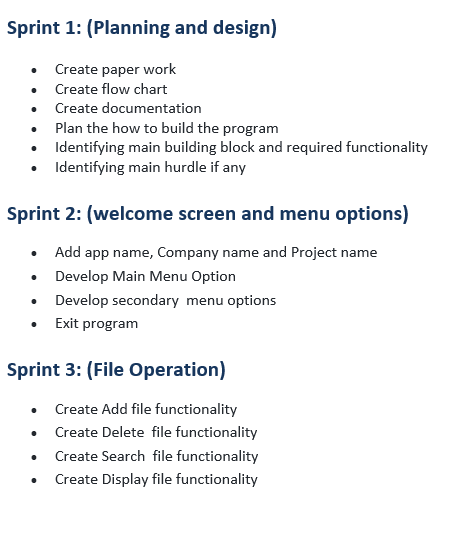 Sprint 1: (Planning and design)
• Create paper work
• Create flow chart
• Create documentation
• Plan the how to build the program
• Identifying main building block and required functionality
• Identifying main hurdle if any
Sprint 2: (welcome screen and menu options)
• Add app name, Company name and Project name
• Develop Main Menu Option
• Develop secondary  menu options
• Exit program
Sprint 3: (File Operation)
• Create Add file functionality
• Create Delete  file functionality
• Create Search  file functionality
• Create Display file functionality